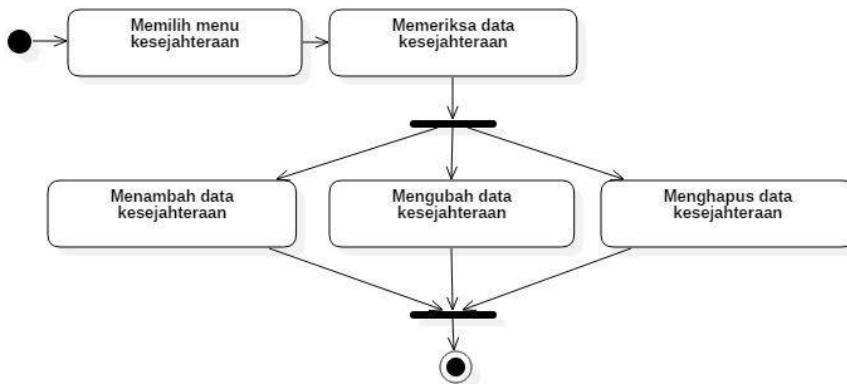 Memilih menu
kesejahteraan
Memeriksa data
kesejahteraan
Menambah data
kesejahteraan
Mengubah data
kesejahteraan
Menghapus data
kesejahteraan